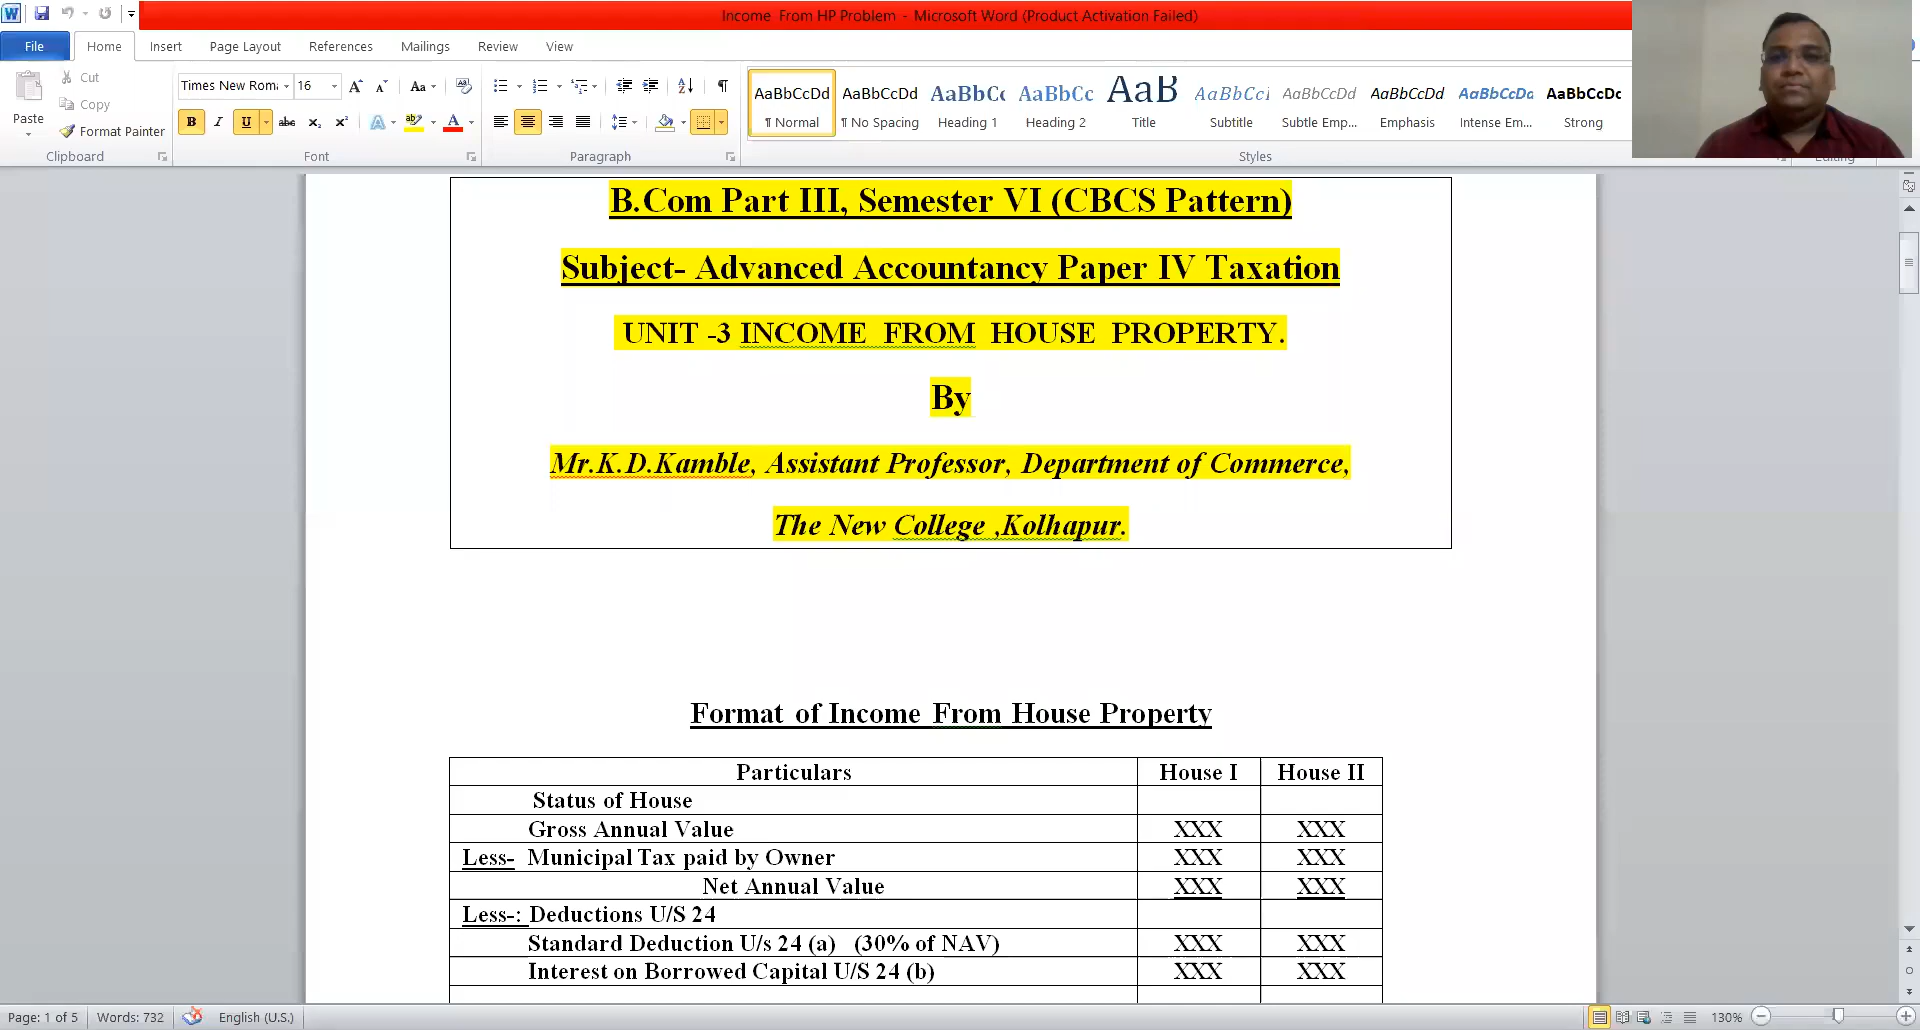 Income From HP Problem - Microsoft Word (Product Activation Failed)
File Home Insert Page Layout References Mailings Review View
Paste
Cut
Copy
Format Painter
Clipboard
Times New Rom 16
Font
Paragraph
AaBbCcDd AaBbCcDd AaBbCc AaBbCc AaB AaBbCcI AaBbCcDd AaBbCcDd AaBbCcDd AaBbCcDc
¶ Normal ¶ No Spacing Heading 1 Heading 2 Title Subtitle Subtle Emp... Emphasis Intense Em... Strong
Styles
Editing
B.Com Part III, Semester VI (CBCS Pattern)
Subject- Advanced Accountancy Paper IV Taxation
UNIT -3 INCOME FROM HOUSE PROPERTY.
By
Mr.K.D.Kamble, Assistant Professor, Department of Commerce,
The New College ,Kolhapur.
Format of Income From House Property
Particulars House I House II
Status of House
Gross Annual Value XXX XXX
Less- Municipal Tax paid by Owner XXX XXX
Net Annual Value XXX XXX
Less-: Deductions U/S 24
Standard Deduction U/s 24 (a) (30% of NAV) XXX XXX
Interest on Borrowed Capital U/S 24 (b) XXX XXX
Page: 1 of 5 Words: 732 English (U.S.) 130%